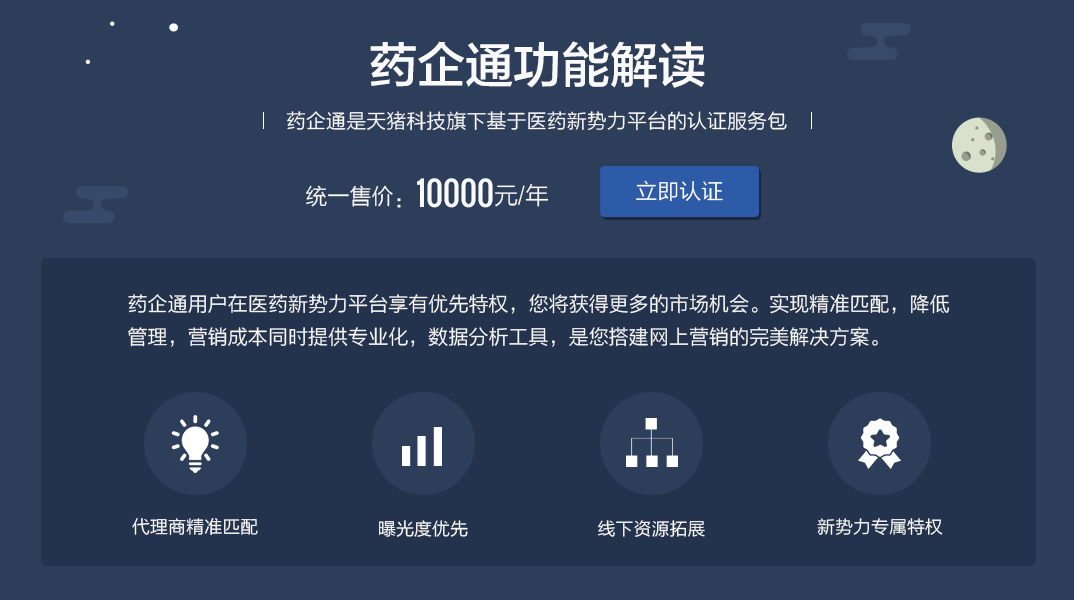 药企通功能解读
药企通是天猪科技旗下基于医药新势力平台的认证服务包
统一售价：10000元/年
立即认证
药企通用户在医药新势力平台享有优先特权，您将获得更多的市场机会。实现精准匹配，降低
管理，营销成本同时提供专业化，数据分析工具，是您搭建网上营销的完美解决方案。
代理商精准匹配
曝光度优先
线下资源拓展
新势力专属特权